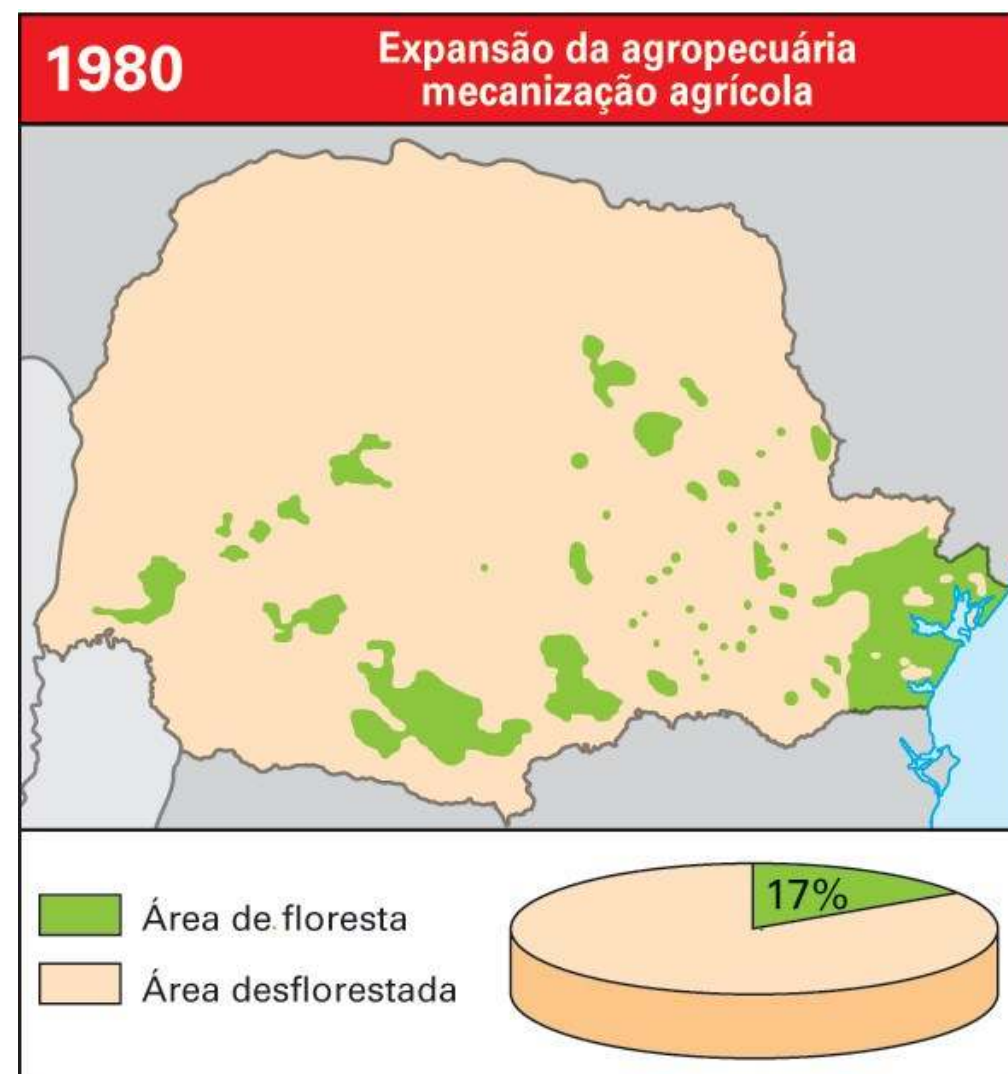 1980
Expansão da agropecuária
mecanização agrícola
Área de floresta
Área desflorestada
17%